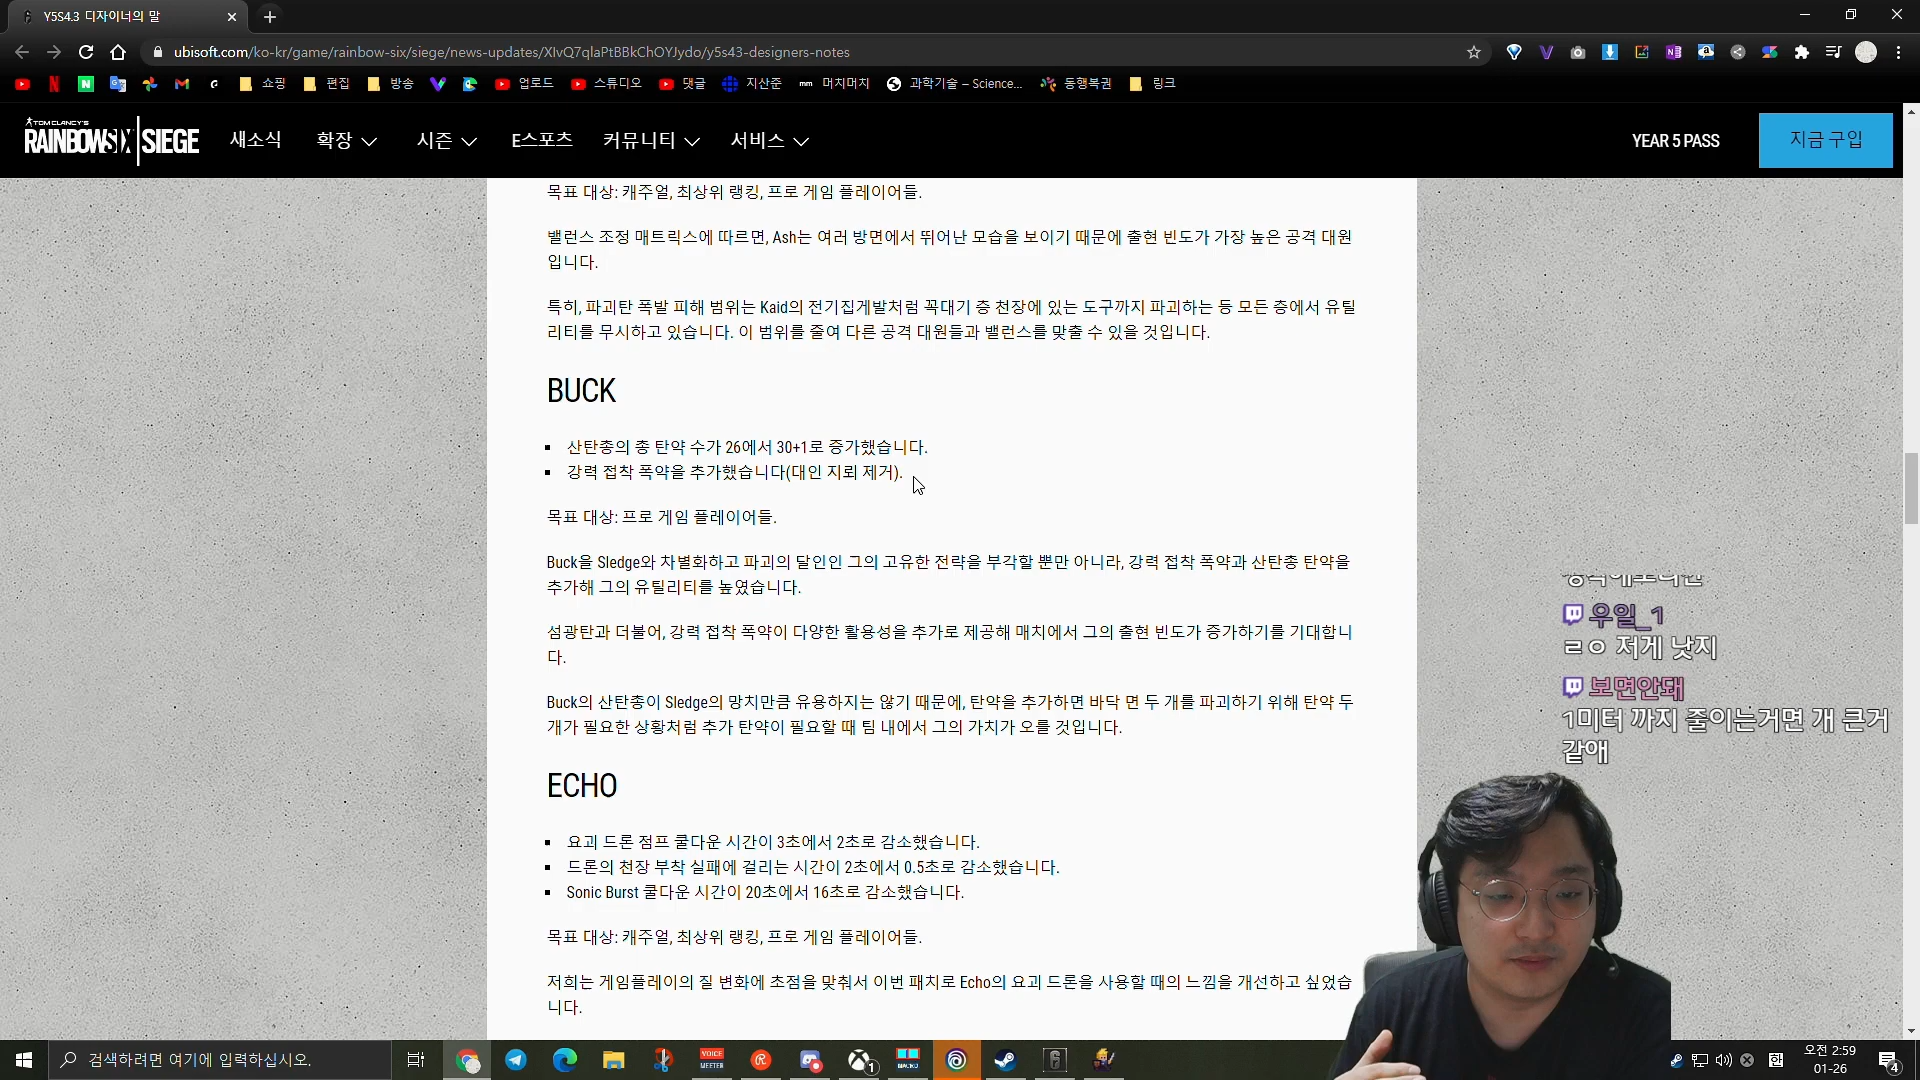 Y5S4.3 디자이너의 말
ubisoft.com/ko-kr/game/rainbow-six/siege/news-updates/XIvQ7qlaPtBBkChOYJydo/y5s43-designers-notes
쇼핑
편집
방송
업로드
스튜디오
댓글
지산준
머치머치
과학기술 – Science...
동행복권
링크
TOM CLANCY'S
RAINBOW SIX | SIEGE
새소식
확장
시즌
E스포츠
커뮤니티
서비스
YEAR 5 PASS
지금 구입
목표 대상: 캐주얼, 최상위 랭킹, 프로 게임 플레이어들.
밸런스 조정 매트릭스에 따르면, Ash는 여러 방면에서 뛰어난 모습을 보이기 때문에 출현 빈도가 가장 높은 공격 대원
입니다.
특히, 파괴탄 폭발 피해 범위는 Kaid의 전기집게발처럼 꼭대기 층 천장에 있는 도구까지 파괴하는 등 모든 층에서 유틸
리티를 무시하고 있습니다. 이 범위를 줄여 다른 공격 대원들과 밸런스를 맞출 수 있을 것입니다.
BUCK
▪ 산탄총의 총 탄약 수가 26에서 30+1로 증가했습니다.
▪ 강력 접착 폭약을 추가했습니다(대인 지뢰 제거).
목표 대상: 프로 게임 플레이어들.
Buck을 Sledge와 차별화하고 파괴의 달인인 그의 고유한 전략을 부각할 뿐만 아니라, 강력 접착 폭약과 산탄총 탄약을
추가해 그의 유틸리티를 높였습니다.
섬광탄과 더불어, 강력 접착 폭약이 다양한 활용성을 추가로 제공해 매치에서 그의 출현 빈도가 증가하기를 기대합니
다.
Buck의 산탄총이 Sledge의 망치만큼 유용하지는 않기 때문에, 탄약을 추가하면 바닥 면 두 개를 파괴하기 위해 탄약 두
개가 필요한 상황처럼 추가 탄약이 필요할 때 팀 내에서 그의 가치가 오를 것입니다.
ECHO
▪ 요괴 드론 점프 쿨다운 시간이 3초에서 2초로 감소했습니다.
▪ 드론의 천장 부착 실패에 걸리는 시간이 2초에서 0.5초로 감소했습니다.
▪ Sonic Burst 쿨다운 시간이 20초에서 16초로 감소했습니다.
목표 대상: 캐주얼, 최상위 랭킹, 프로 게임 플레이어들.
저희는 게임플레이의 질 변화에 초점을 맞춰서 이번 패치로 Echo의 요괴 드론을 사용할 때의 느낌을 개선하고 싶었습
니다.
우일_1
ㄹㅇ 저게 낫지
보면안돼
1미터 까지 줄이는거면 개 큰거
같애
검색하려면 여기에 입력하십시오.
VOICE
MEETER
MACRO
1
한
오전 2:59
01-26
4